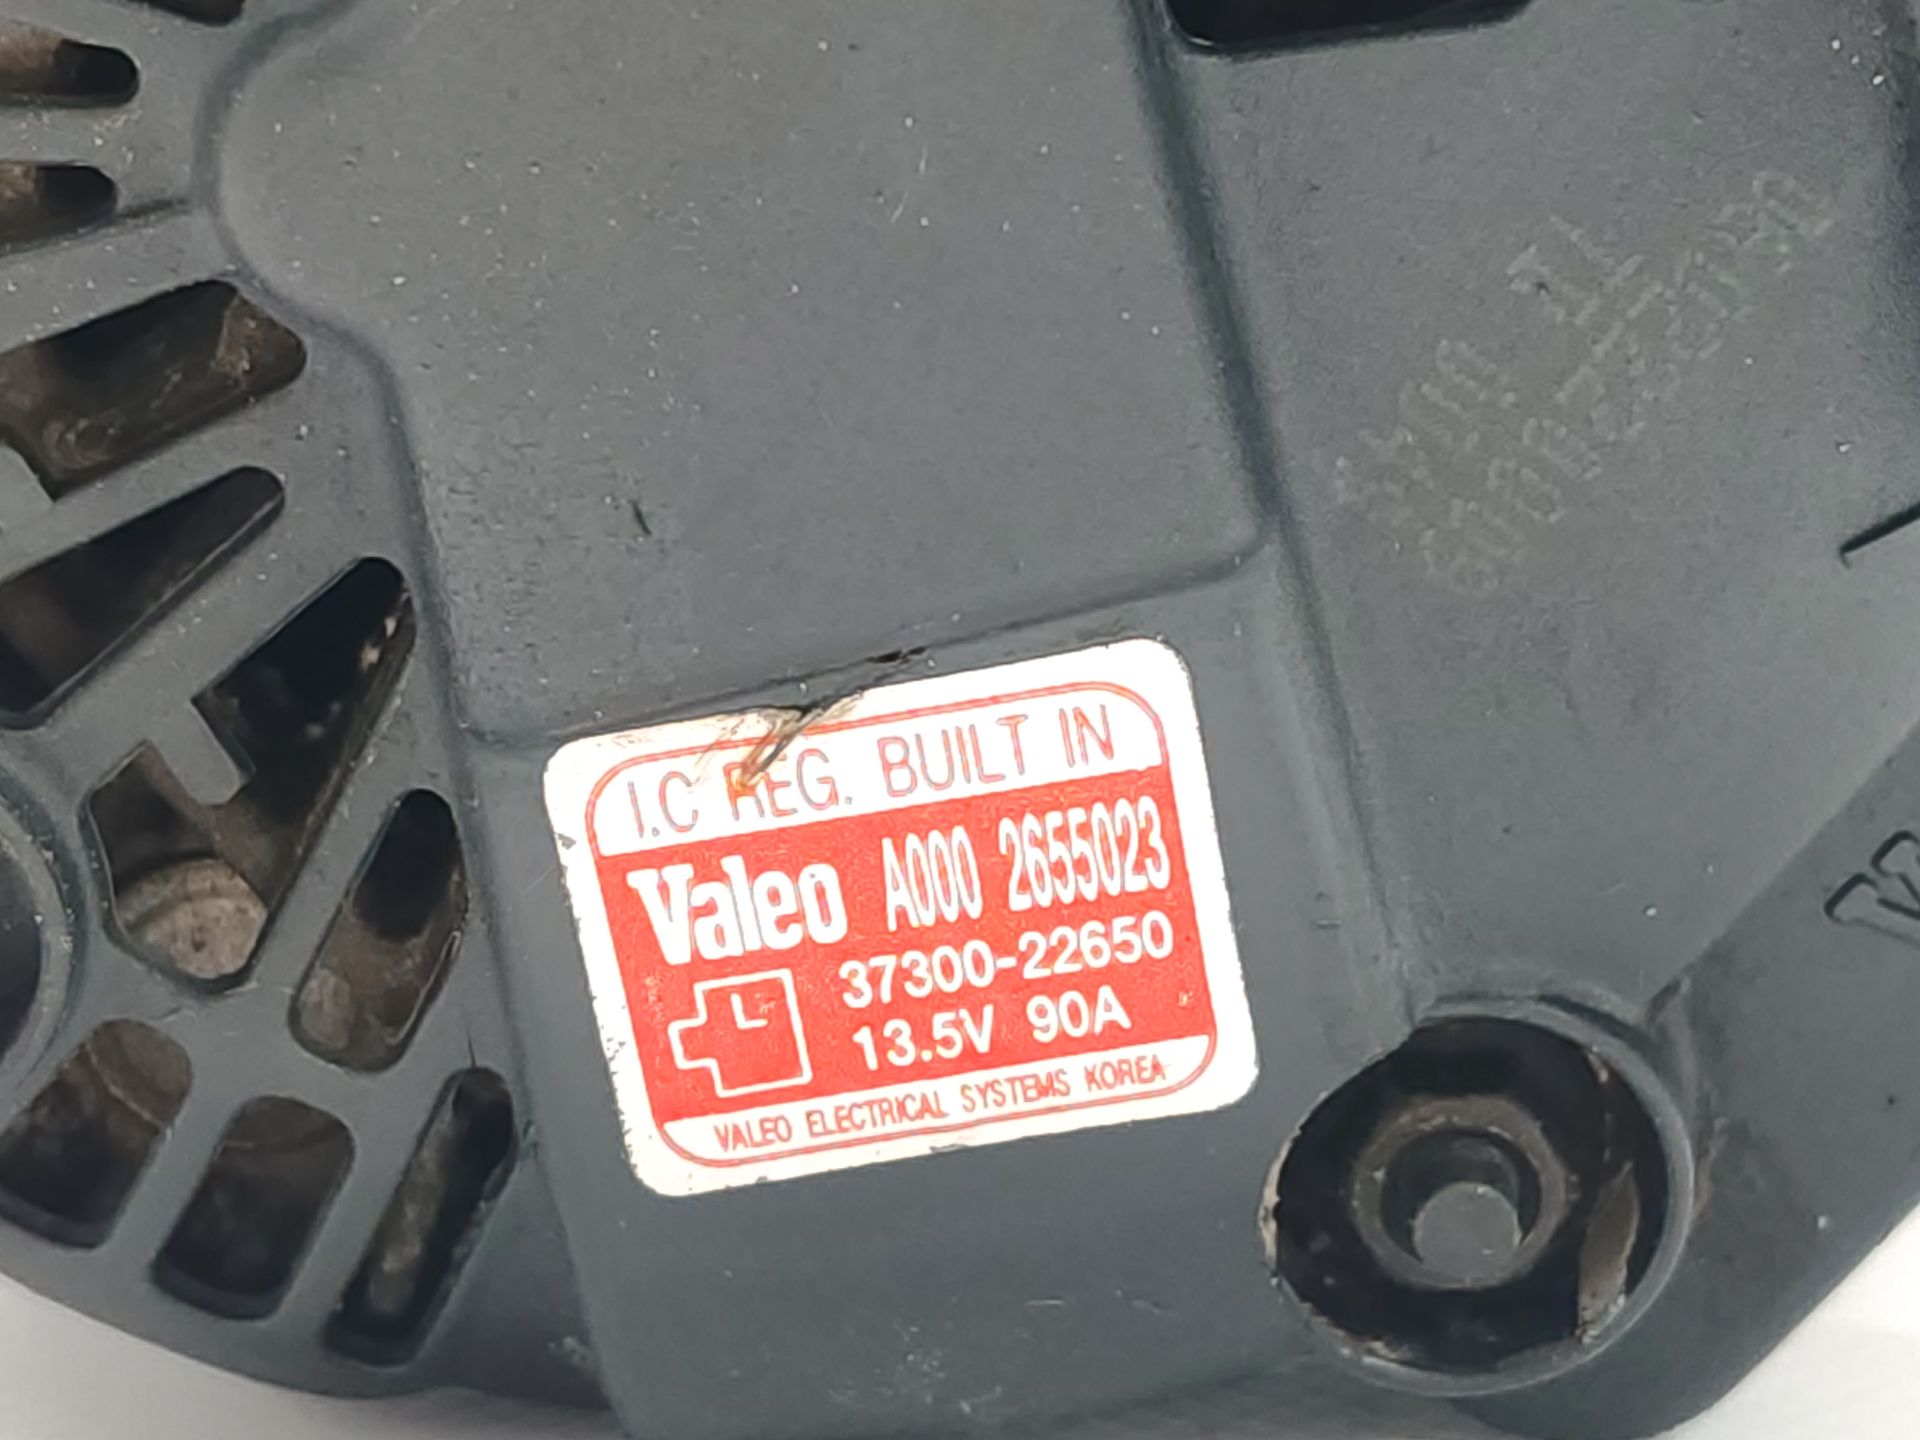 I.C REG. BUILT IN
Valeo A000 2655023
37300-22650
L
13.5V 90A
VALEO ELECTRICAL SYSTEMS KOREA